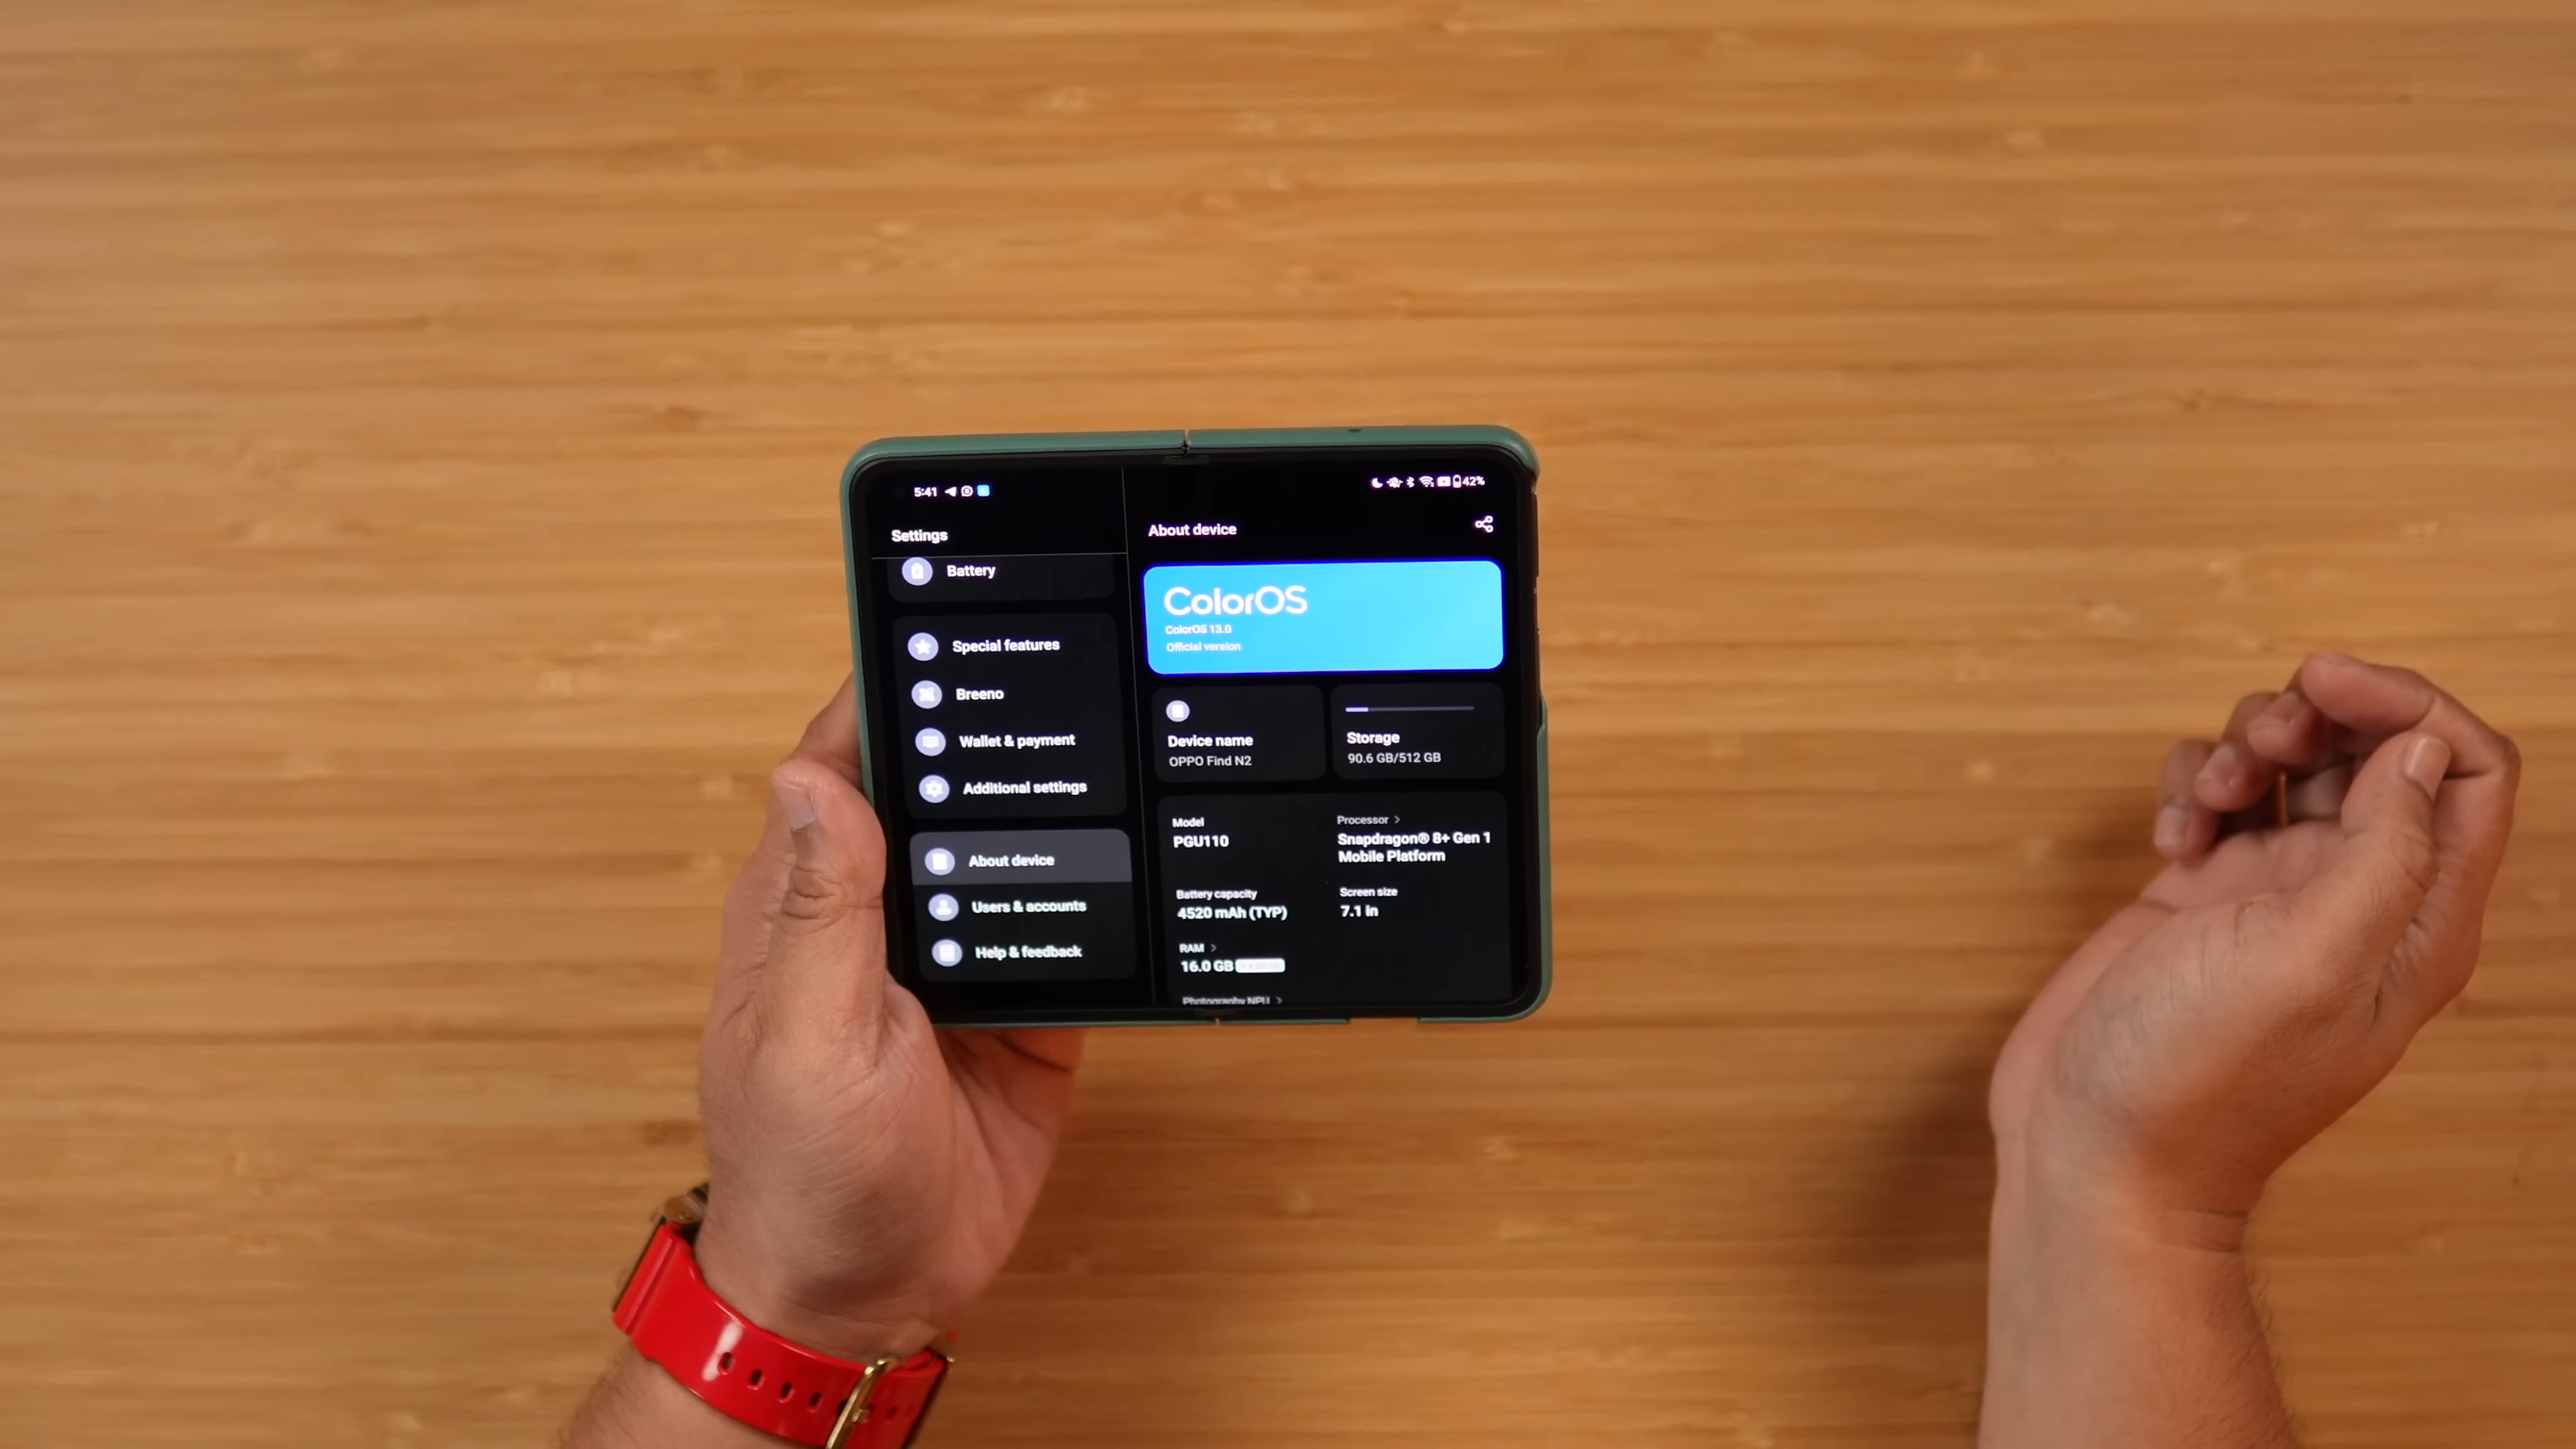 5:41
42%
Settings
Battery
Special features
Breeno
Wallet & payment
Additional settings
About device
Users & accounts
Help & feedback
About device
ColorOS
ColorOS 13.0
Official version
Device name
OPPO Find N2
Storage
90.6 GB/512 GB
Model
PGU110
Processor >
Snapdragon® 8+ Gen 1
Mobile Platform
Battery capacity
4520 mAh (TYP)
Screen size
7.1 in
RAM >
16.0 GB
Photography NPU >